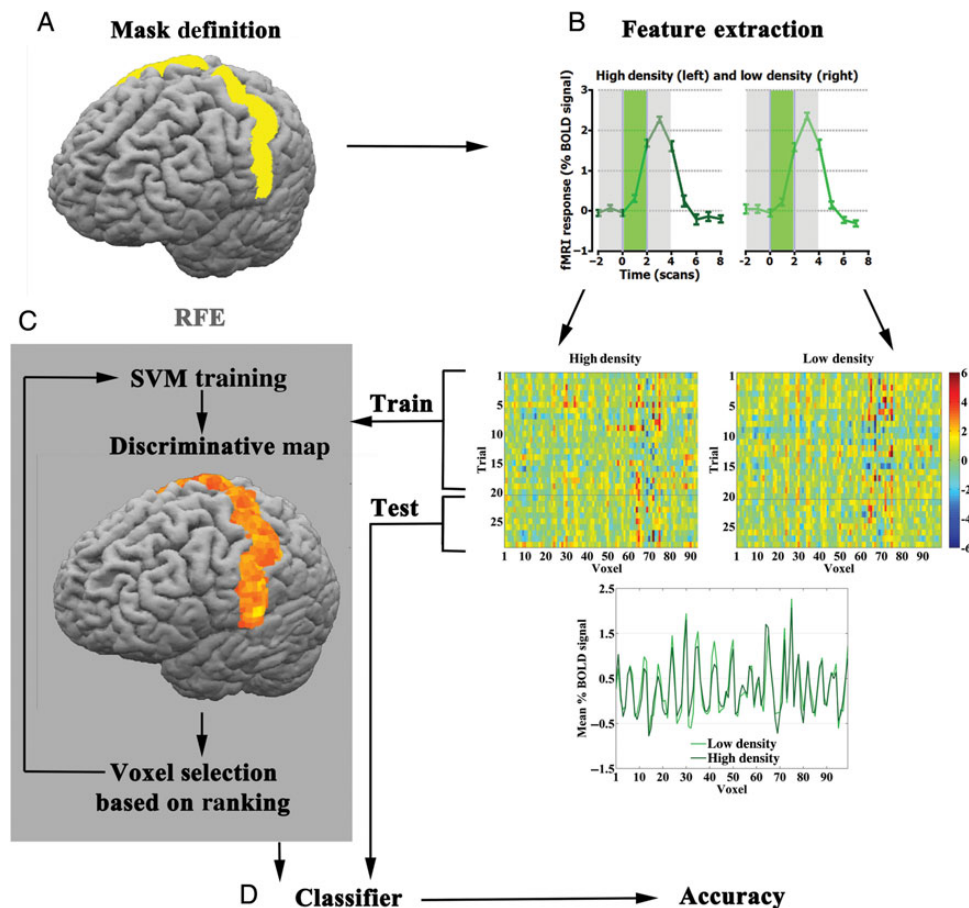 A
Mask definition
B
Feature extraction
High density (left) and low density (right)
fMRI response (% BOLD signal)
3
2
1
0
−1
−2 0 2 4 6 8
−2 0 2 4 6 8
Time (scans)
C
RFE
SVM training
Discriminative map
Voxel selection
based on ranking
Train
Test
High density
Trial
1
5
10
15
20
25
1 10 20 30 40 50 60 70 80 90
Voxel
Low density
Trial
1
5
10
15
20
25
1 10 20 30 40 50 60 70 80 90
Voxel
6
4
2
0
-2
-4
-6
Mean % BOLD signal
2.5
1.5
0.5
−0.5
−1.5
Low density
High density
1 10 20 30 40 50 60 70 80 90
Voxel
D
Classifier
Accuracy